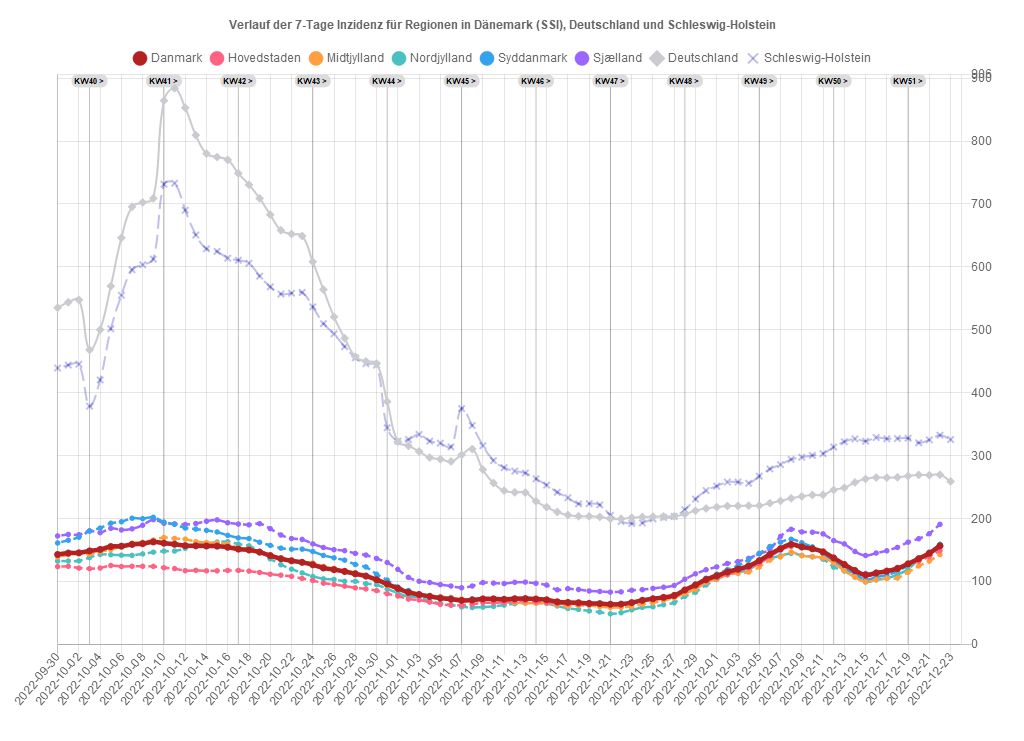 Verlauf der 7-Tage Inzidenz für Regionen in Dänemark (SSI), Deutschland und Schleswig-Holstein
Danmark Hovedstaden Midtjylland Nordjylland Syddanmark Sjælland Deutschland Schleswig-Holstein
KW40 > KW41 > KW42 > KW43 > KW44 > KW45 > KW46 > KW47 > KW48 > KW49 > KW50 > KW51 >
906
900
800
700
600
500
400
300
200
100
0
2022-09-30 2022-10-02 2022-10-04 2022-10-06 2022-10-08 2022-10-10 2022-10-12 2022-10-14 2022-10-16 2022-10-18 2022-10-20 2022-10-22 2022-10-24 2022-10-26 2022-10-28 2022-10-30 2022-11-01 2022-11-03 2022-11-05 2022-11-07 2022-11-09 2022-11-11 2022-11-13 2022-11-15 2022-11-17 2022-11-19 2022-11-21 2022-11-23 2022-11-25 2022-11-27 2022-11-29 2022-12-01 2022-12-03 2022-12-05 2022-12-07 2022-12-09 2022-12-11 2022-12-13 2022-12-15 2022-12-17 2022-12-19 2022-12-21 2022-12-23